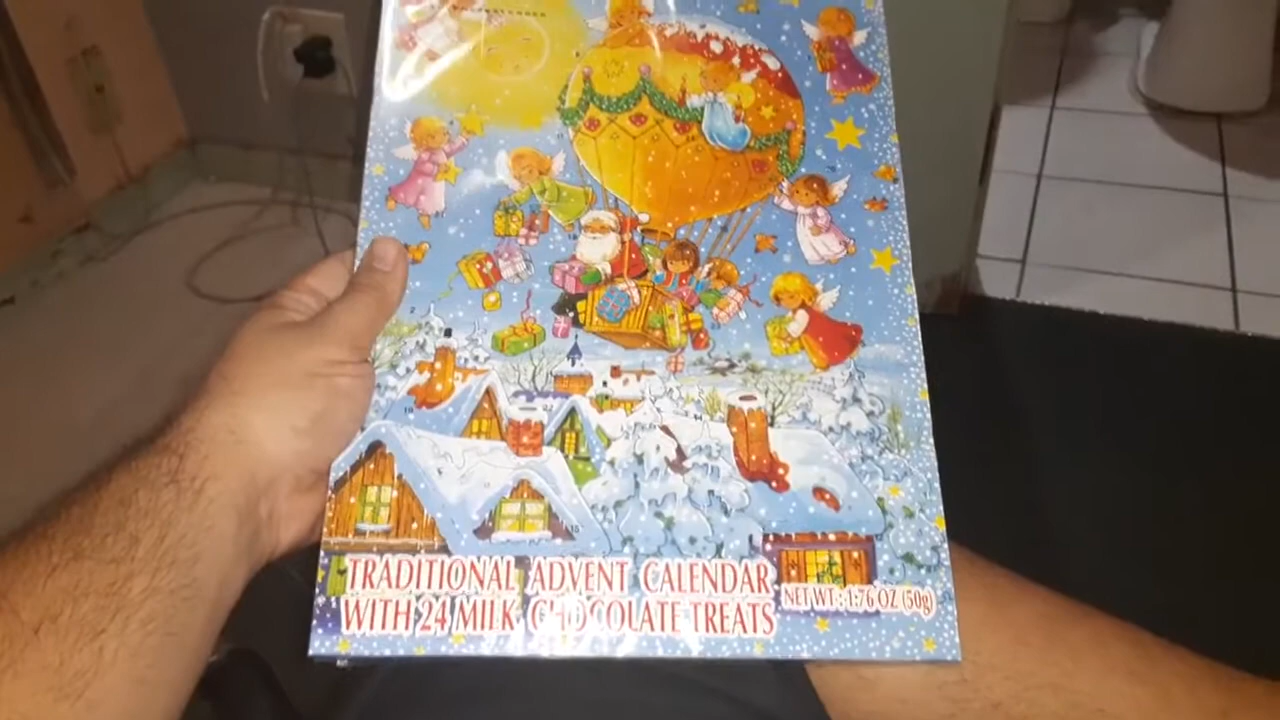 TRADITIONAL ADVENT CALENDAR
WITH 24 MILK CHOCOLATE TREATS
NET WT.: 1.76 OZ (50g)